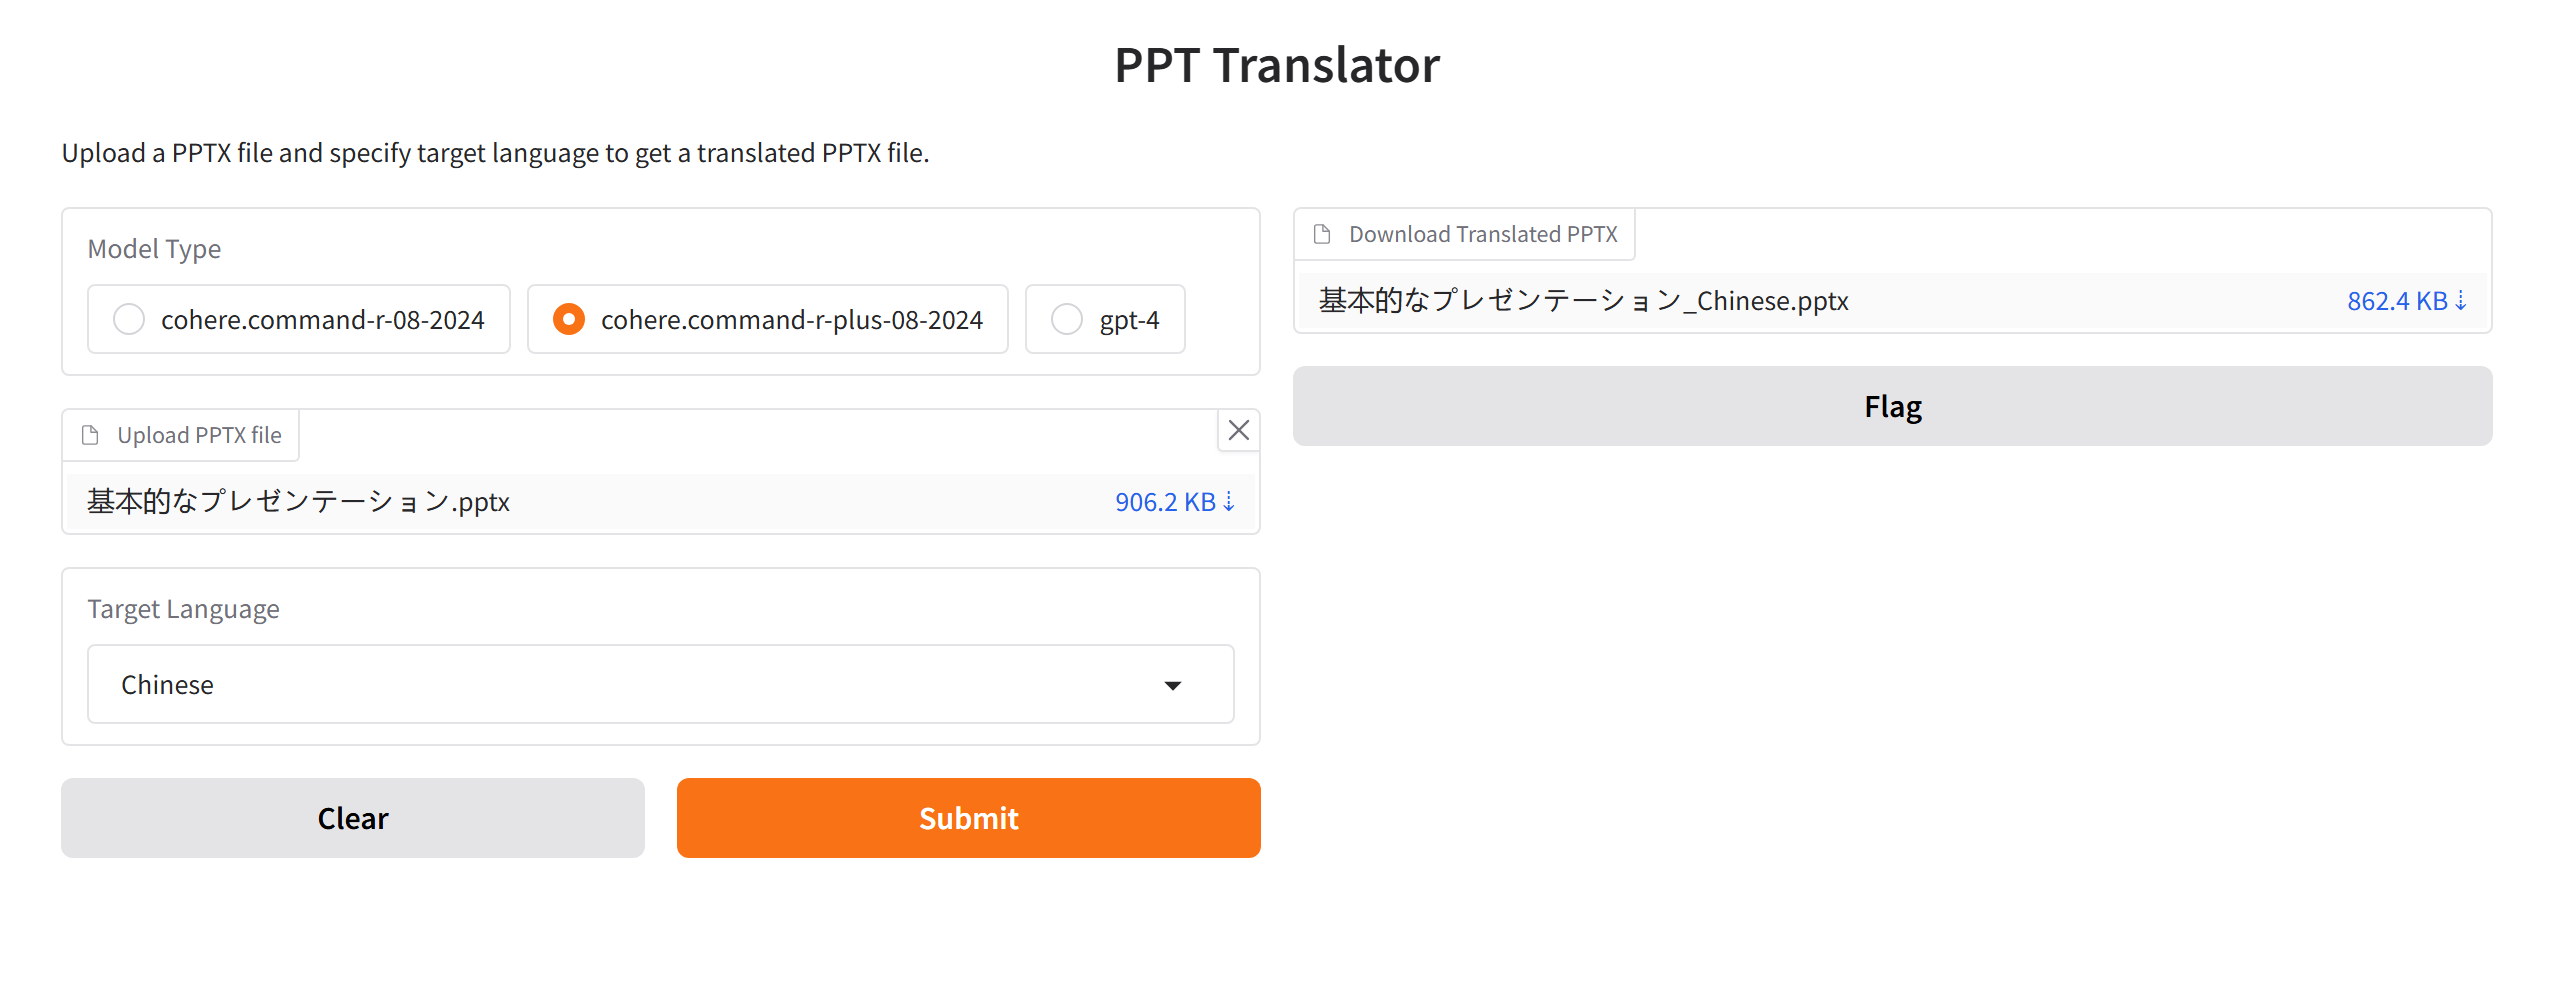 PPT Translator
Upload a PPTX file and specify target language to get a translated PPTX file.
Model Type
cohere.command-r-08-2024
cohere.command-r-plus-08-2024
gpt-4
Upload PPTX file
基本的なプレゼンテーション.pptx
906.2 KB ⇣
Target Language
Chinese
Clear
Submit
Download Translated PPTX
基本的なプレゼンテーション_Chinese.pptx
862.4 KB ⇣
Flag